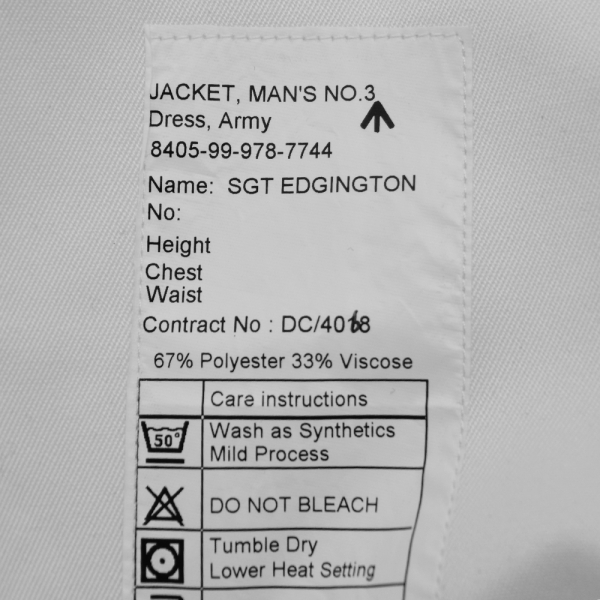 JACKET, MAN'S NO.3
Dress, Army
8405-99-978-7744
Name: SGT EDGINGTON
No:
Height
Chest
Waist
Contract No : DC/4018
67% Polyester 33% Viscose
Care instructions
50°
Wash as Synthetics
Mild Process
DO NOT BLEACH
Tumble Dry
Lower Heat Setting